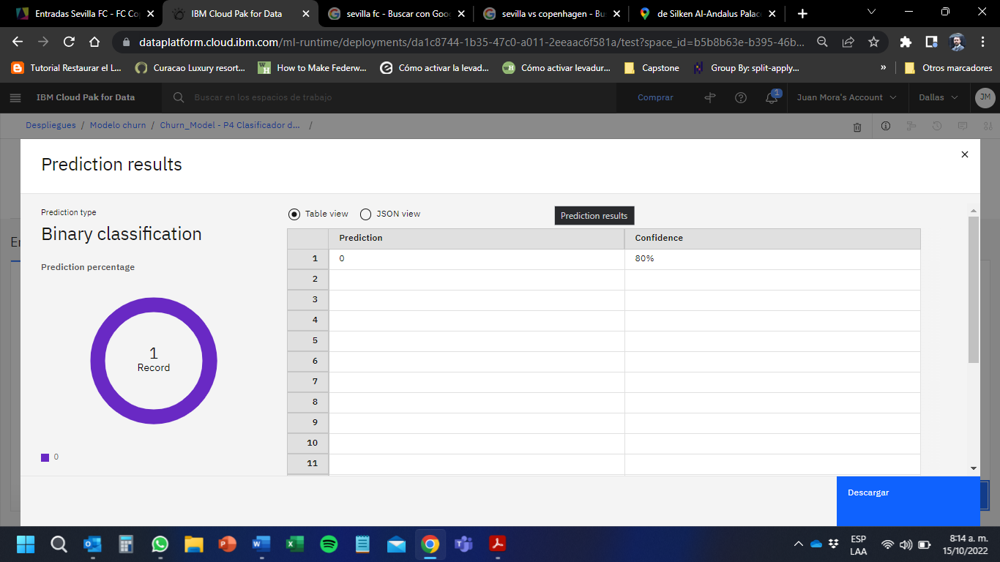 Entradas Sevilla FC - FC Co
IBM Cloud Pak for Data
sevilla fc - Buscar con Goo
sevilla vs copenhagen - Bu
de Silken Al-Andalus Palac
dataplatform.cloud.ibm.com/ml-runtime/deployments/da1c8744-1b35-47c0-a011-2eeaac6f581a/test?space_id=b5b8b63e-b395-46b...
Tutorial Restaurar el L...
Curacao Luxury resort...
How to Make Federw...
Cómo activar la levad...
Cómo activar levadur...
Capstone
Group By: split-apply...
»
Otros marcadores
IBM Cloud Pak for Data
Buscar en los espacios de trabajo
Comprar
1
Juan Mora's Account
Dallas
JM
Despliegues / Modelo churn / Churn_Model - P4 Clasificador d... /
Prediction results
Prediction type
Binary classification
Prediction percentage
1
Record
0
Table view
JSON view
Prediction results
Prediction Confidence
1 0 80%
2
3
4
5
6
7
8
9
10
11
Descargar
ESP
LAA
8:14 a. m.
15/10/2022